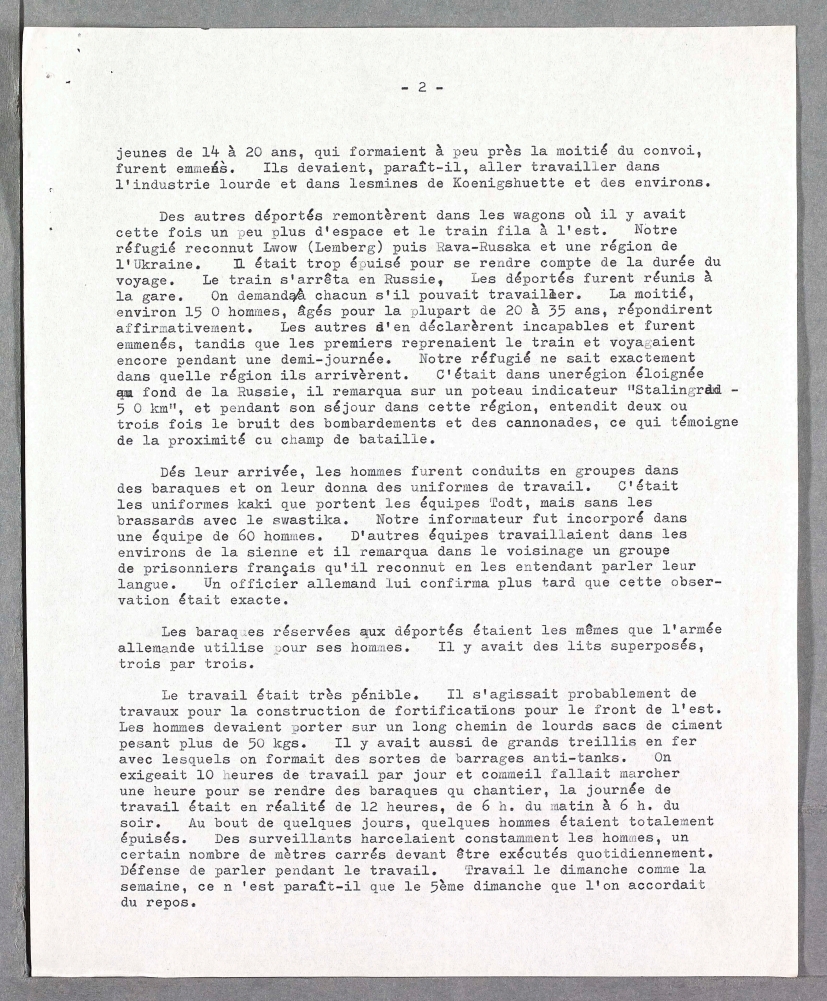 - 2 -
jeunes de 14 à 20 ans, qui formaient à peu près la moitié du convoi,
furent emmenés. Ils devaient, paraît-il, aller travailler dans
l'industrie lourde et dans lesmines de Koenigshuette et des environs.
Des autres déportés remontèrent dans les wagons où il y avait
cette fois un peu plus d'espace et le train fila à l'est. Notre
réfugié reconnut Lwow (Lemberg) puis Rava-Russka et une région de
l'Ukraine. Il était trop épuisé pour se rendre compte de la durée du
voyage. Le train s'arrêta en Russie, Les déportés furent réunis à
la gare. On demanda à chacun s'il pouvait travailler. La moitié,
environ 15 0 hommes, âgés pour la plupart de 20 à 35 ans, répondirent
affirmativement. Les autres d'en déclarèrent incapables et furent
emmenés, tandis que les premiers reprenaient le train et voyagaient
encore pendant une demi-journée. Notre réfugié ne sait exactement
dans quelle région ils arrivèrent. C'était dans unerégion éloignée
au fond de la Russie, il remarqua sur un poteau indicateur "Stalingrad -
5 0 km", et pendant son séjour dans cette région, entendit deux ou
trois fois le bruit des bombardements et des cannonades, ce qui témoigne
de la proximité cu champ de bataille.
Dés leur arrivée, les hommes furent conduits en groupes dans
des baraques et on leur donna des uniformes de travail. C'était
les uniformes kaki que portent les équipes Todt, mais sans les
brassards avec le swastika. Notre informateur fut incorporé dans
une équipe de 60 hommes. D'autres équipes travaillaient dans les
environs de la sienne et il remarqua dans le voisinage un groupe
de prisonniers français qu'il reconnut en les entendant parler leur
langue. Un officier allemand lui confirma plus tard que cette obser-
vation était exacte.
Les baraques réservées aux déportés étaient les mêmes que l'armée
allemande utilise pour ses hommes. Il y avait des lits superposés,
trois par trois.
Le travail était très pénible. Il s'agissait probablement de
travaux pour la construction de fortifications pour le front de l'est.
Les hommes devaient porter sur un long chemin de lourds sacs de ciment
pesant plus de 50 kgs. Il y avait aussi de grands treillis en fer
avec lesquels on formait des sortes de barrages anti-tanks. On
exigeait 10 heures de travail par jour et commeil fallait marcher
une heure pour se rendre des baraques qu chantier, la journée de
travail était en réalité de 12 heures, de 6 h. du matin à 6 h. du
soir. Au bout de quelques jours, quelques hommes étaient totalement
épuisés. Des surveillants harcelaient constamment les hommes, un
certain nombre de mètres carrés devant être exécutés quotidiennement.
Défense de parler pendant le travail. Travail le dimanche comme la
semaine, ce n 'est paraît-il que le 5ème dimanche que l'on accordait
du repos.